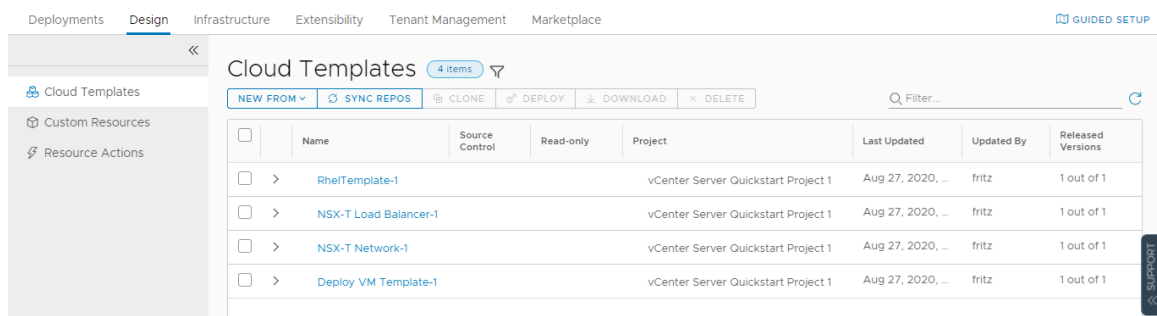 Deployments Design Infrastructure Extensibility Tenant Management Marketplace GUIDED SETUP
Cloud Templates 4 items
Cloud Templates
Custom Resources
Resource Actions
NEW FROM SYNC REPOS CLONE DEPLOY DOWNLOAD DELETE Filter...
Name Source Control Read-only Project Last Updated Updated By Released Versions
RhelTemplate-1 vCenter Server Quickstart Project 1 Aug 27, 2020, ... fritz 1 out of 1
NSX-T Load Balancer-1 vCenter Server Quickstart Project 1 Aug 27, 2020, ... fritz 1 out of 1
NSX-T Network-1 vCenter Server Quickstart Project 1 Aug 27, 2020, ... fritz 1 out of 1
Deploy VM Template-1 vCenter Server Quickstart Project 1 Aug 27, 2020, ... fritz 1 out of 1
SUPPORT